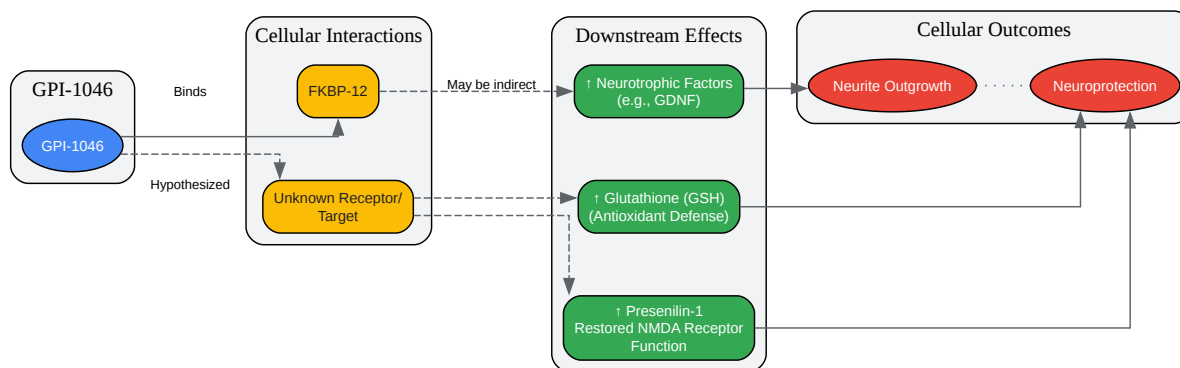 GPI-1046
GPI-1046
Binds
Hypothesized
Cellular Interactions
FKBP-12
Unknown Receptor/
Target
May be indirect
Downstream Effects
↑ Neurotrophic Factors
(e.g., GDNF)
↑ Glutathione (GSH)
(Antioxidant Defense)
↑ Presenilin-1
Restored NMDA Receptor
Function
Cellular Outcomes
Neurite Outgrowth
Neuroprotection